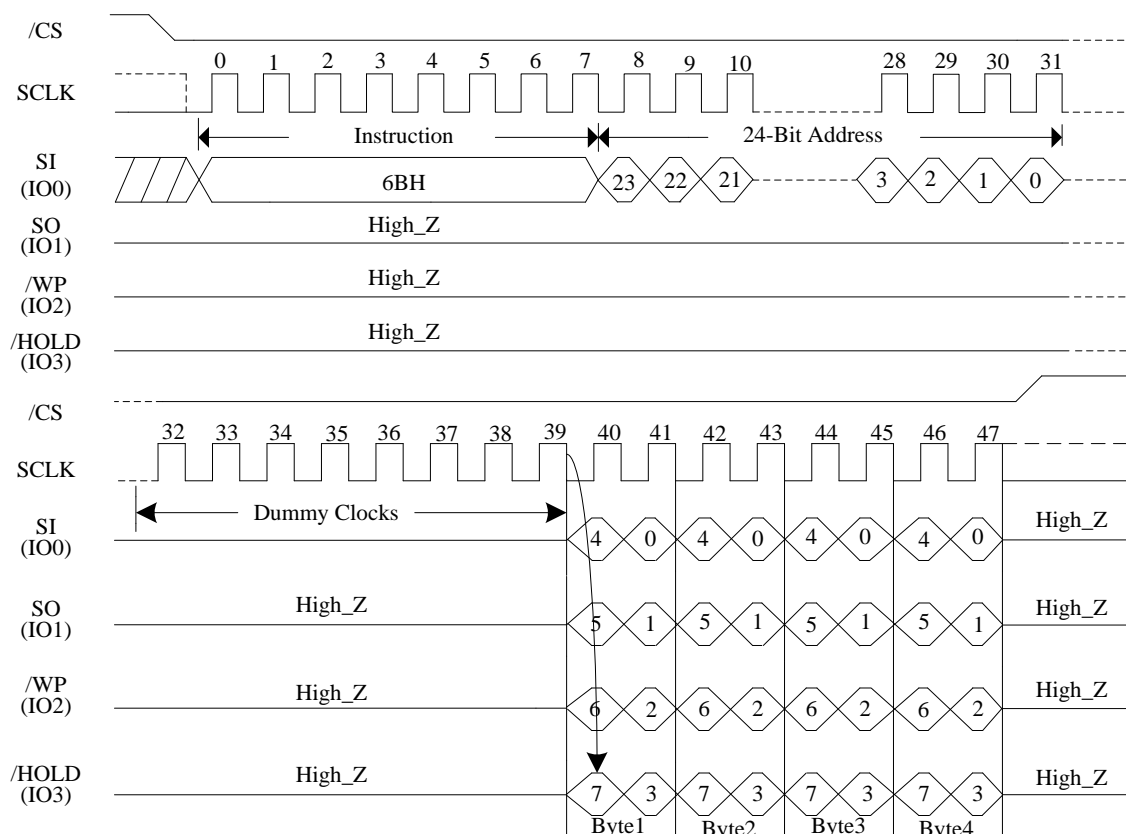 /CS
0 1 2 3 4 5 6 7 8 9 10 28 29 30 31
SCLK
Instruction 24-Bit Address
SI
(IO0)
6BH 23 22 21 3 2 1 0
SO
(IO1)
High_Z
/WP
(IO2)
High_Z
/HOLD
(IO3)
High_Z
/CS
32 33 34 35 36 37 38 39 40 41 42 43 44 45 46 47
SCLK
Dummy Clocks
SI
(IO0)
4 0 4 0 4 0 4 0 High_Z
SO
(IO1)
High_Z 5 1 5 1 5 1 5 1 High_Z
/WP
(IO2)
High_Z 6 2 6 2 6 2 6 2 High_Z
/HOLD
(IO3)
High_Z 7 3 7 3 7 3 7 3 High_Z
Byte1 Byte2 Byte3 Byte4